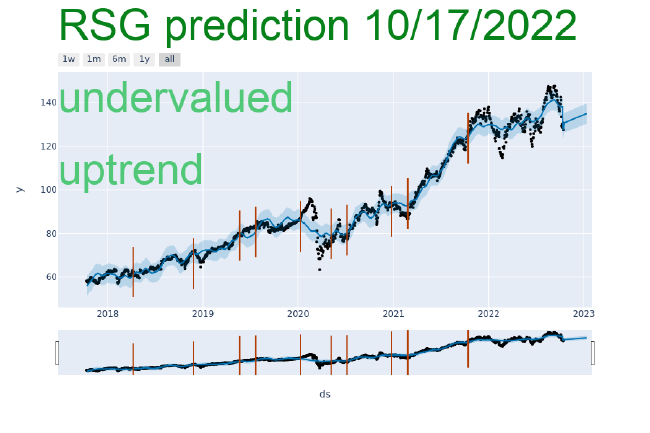 RSG prediction 10/17/2022
1w 1m 6m 1y all
undervalued
uptrend
140
120
100
80
60
y
2018 2019 2020 2021 2022 2023
ds